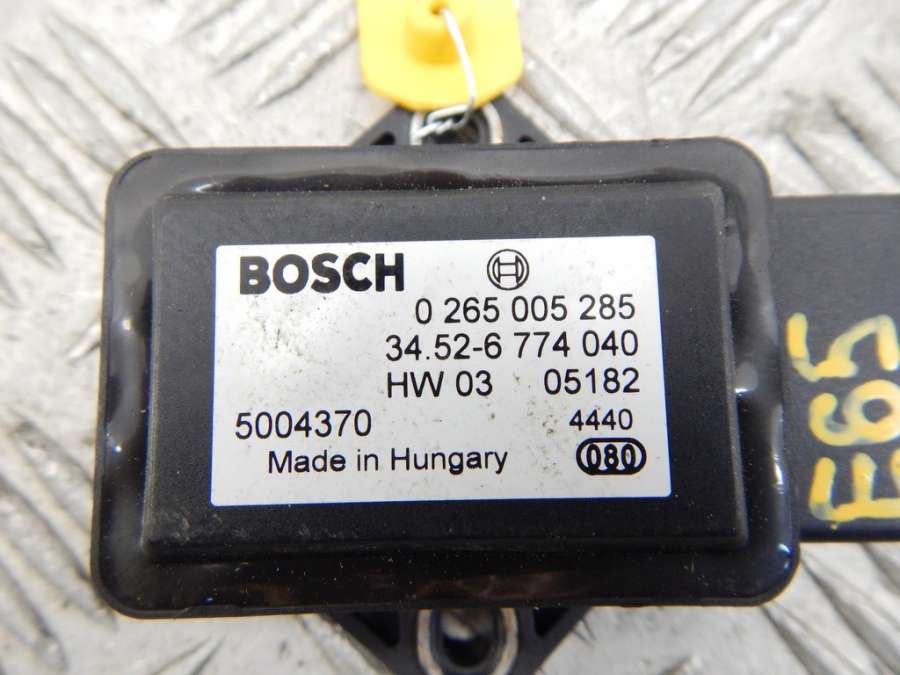 BOSCH
0 265 005 285
34.52-6 774 040
HW 03 05182
5004370 4440
Made in Hungary 080
E65